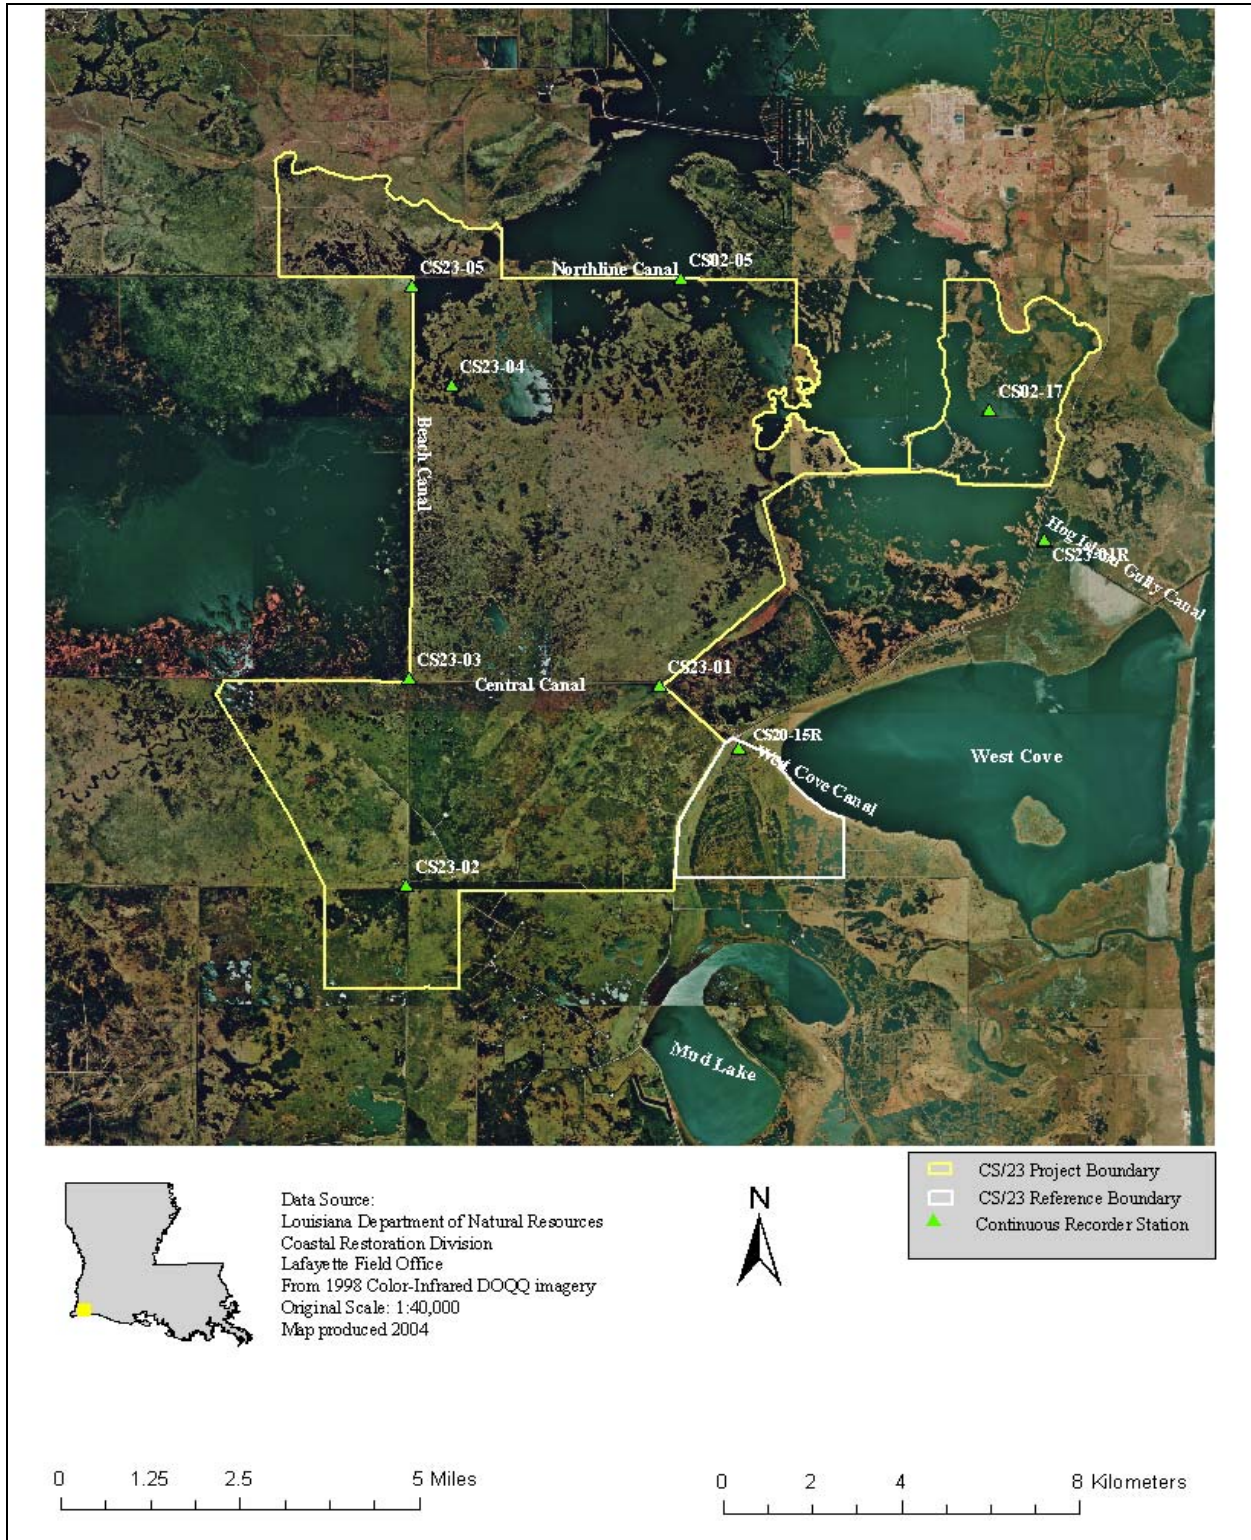 CS23-05
Northline Canal
CS02-05
CS23-04
CS02-17
Beach Canal
Hog Island Gully Canal
CS23-01R
CS23-03
Central Canal
CS23-01
CS20-15R
West Cove Canal
West Cove
CS23-02
Mud Lake
CS/23 Project Boundary
CS/23 Reference Boundary
Continuous Recorder Station
Data Source:
Louisiana Department of Natural Resources
Coastal Restoration Division
Lafayette Field Office
From 1998 Color-Infrared DOQQ imagery
Original Scale: 1:40,000
Map produced 2004
N
0 1.25 2.5 5 Miles
0 2 4 8 Kilometers